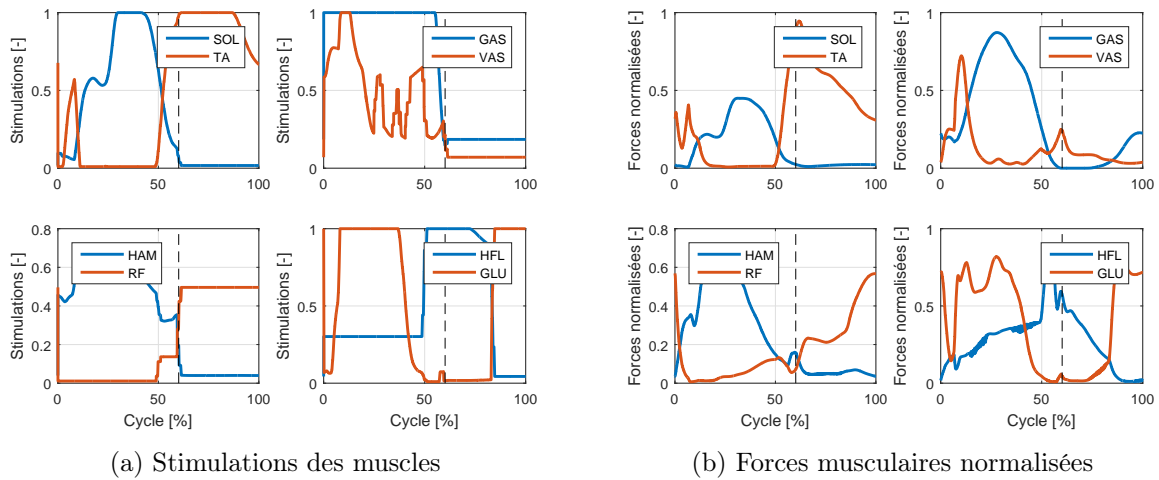 Stimulations [-]
1
0.5
0
0
50
100
SOL
TA
Stimulations [-]
1
0.5
0
0
50
100
GAS
VAS
Forces normalisées [-]
1
0.5
0
0
50
100
SOL
TA
Forces normalisées [-]
1
0.5
0
0
50
100
GAS
VAS
Stimulations [-]
0.8
0.6
0.4
0.2
0
0
50
100
Cycle [%]
HAM
RF
Stimulations [-]
1
0.5
0
0
50
100
Cycle [%]
HFL
GLU
Forces normalisées [-]
0.8
0.6
0.4
0.2
0
0
50
100
Cycle [%]
HAM
RF
Forces normalisées [-]
1
0.5
0
0
50
100
Cycle [%]
HFL
GLU
(a) Stimulations des muscles
(b) Forces musculaires normalisées